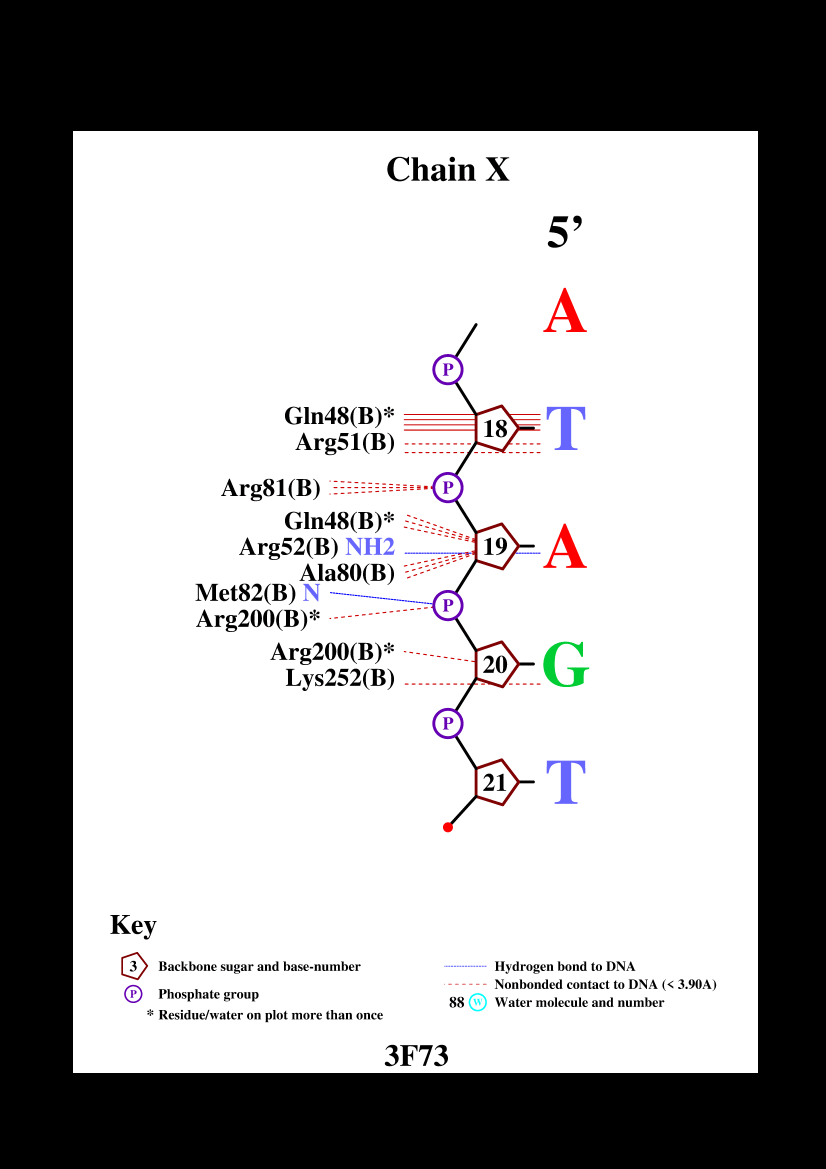 Chain X
5’
A
P
Gln48(B)*
18
T
Arg51(B)
Arg81(B)
P
Gln48(B)*
Arg52(B) NH2
19
A
Ala80(B)
Met82(B) N
P
Arg200(B)*
Arg200(B)*
20
G
Lys252(B)
P
21
T
Key
3 Backbone sugar and base-number
P Phosphate group
* Residue/water on plot more than once
Hydrogen bond to DNA
Nonbonded contact to DNA (< 3.90A)
88 W Water molecule and number
3F73